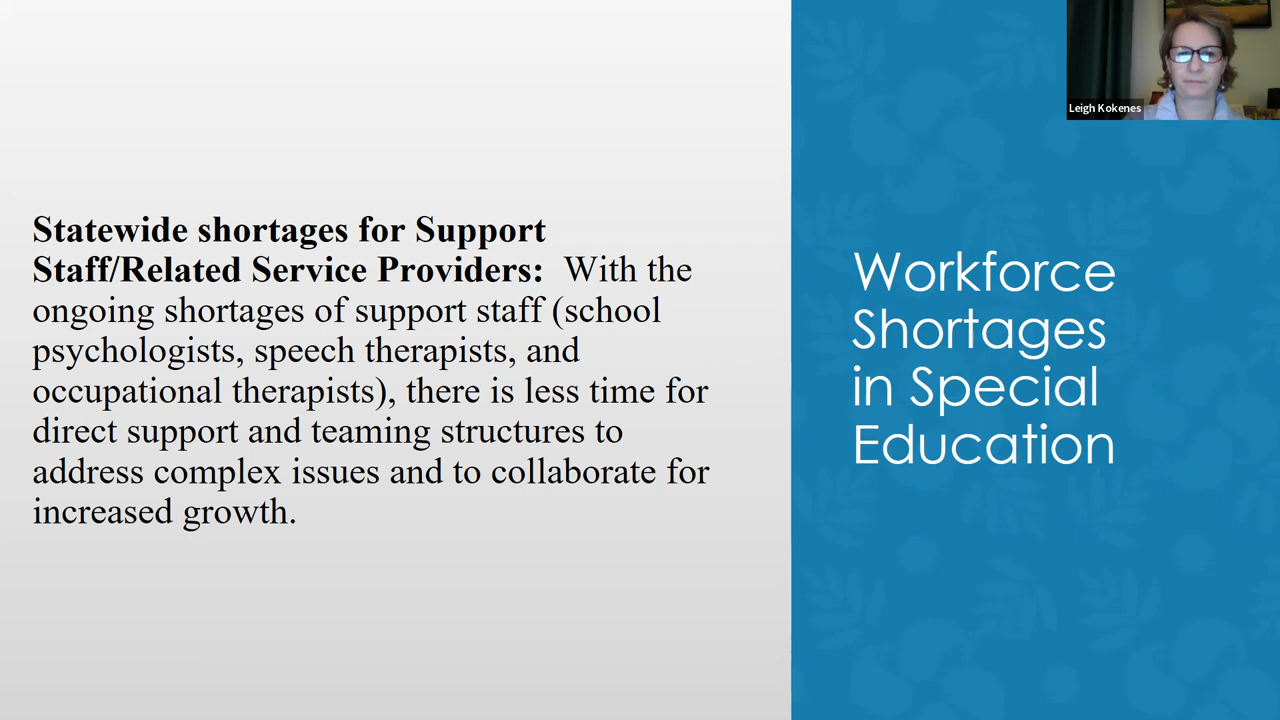 Statewide shortages for Support
Staff/Related Service Providers:  With the
ongoing shortages of support staff (school
psychologists, speech therapists, and
occupational therapists), there is less time for
direct support and teaming structures to
address complex issues and to collaborate for
increased growth.
Workforce
Shortages
in Special
Education
Leigh Kokenes